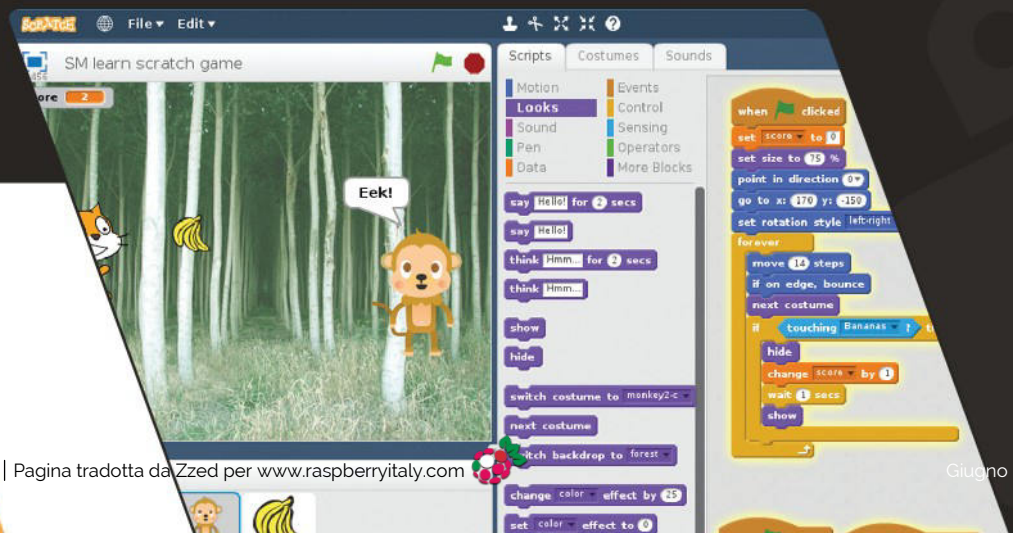 SCRATCH File▾ Edit▾
SM learn scratch game
456
ore 2
Eek!
Scripts Costumes Sounds
Motion Events
Looks Control
Sound Sensing
Pen Operators
Data More Blocks
say Hello! for 2 secs
say Hello!
think Hmm... for 2 secs
think Hmm...
show
hide
switch costume to monkey2-c
next costume
itch backdrop to forest
change color effect by 25
set color effect to 0
when clicked
set score to 0
set size to 75 %
point in direction 0
go to x: 170 y: -150
set rotation style left-right
forever
move 14 steps
if on edge, bounce
next costume
if touching Bananas ?
hide
change score by 1
wait 1 secs
show
Pagina tradotta da Zzed per www.raspberryitaly.com
Giugno